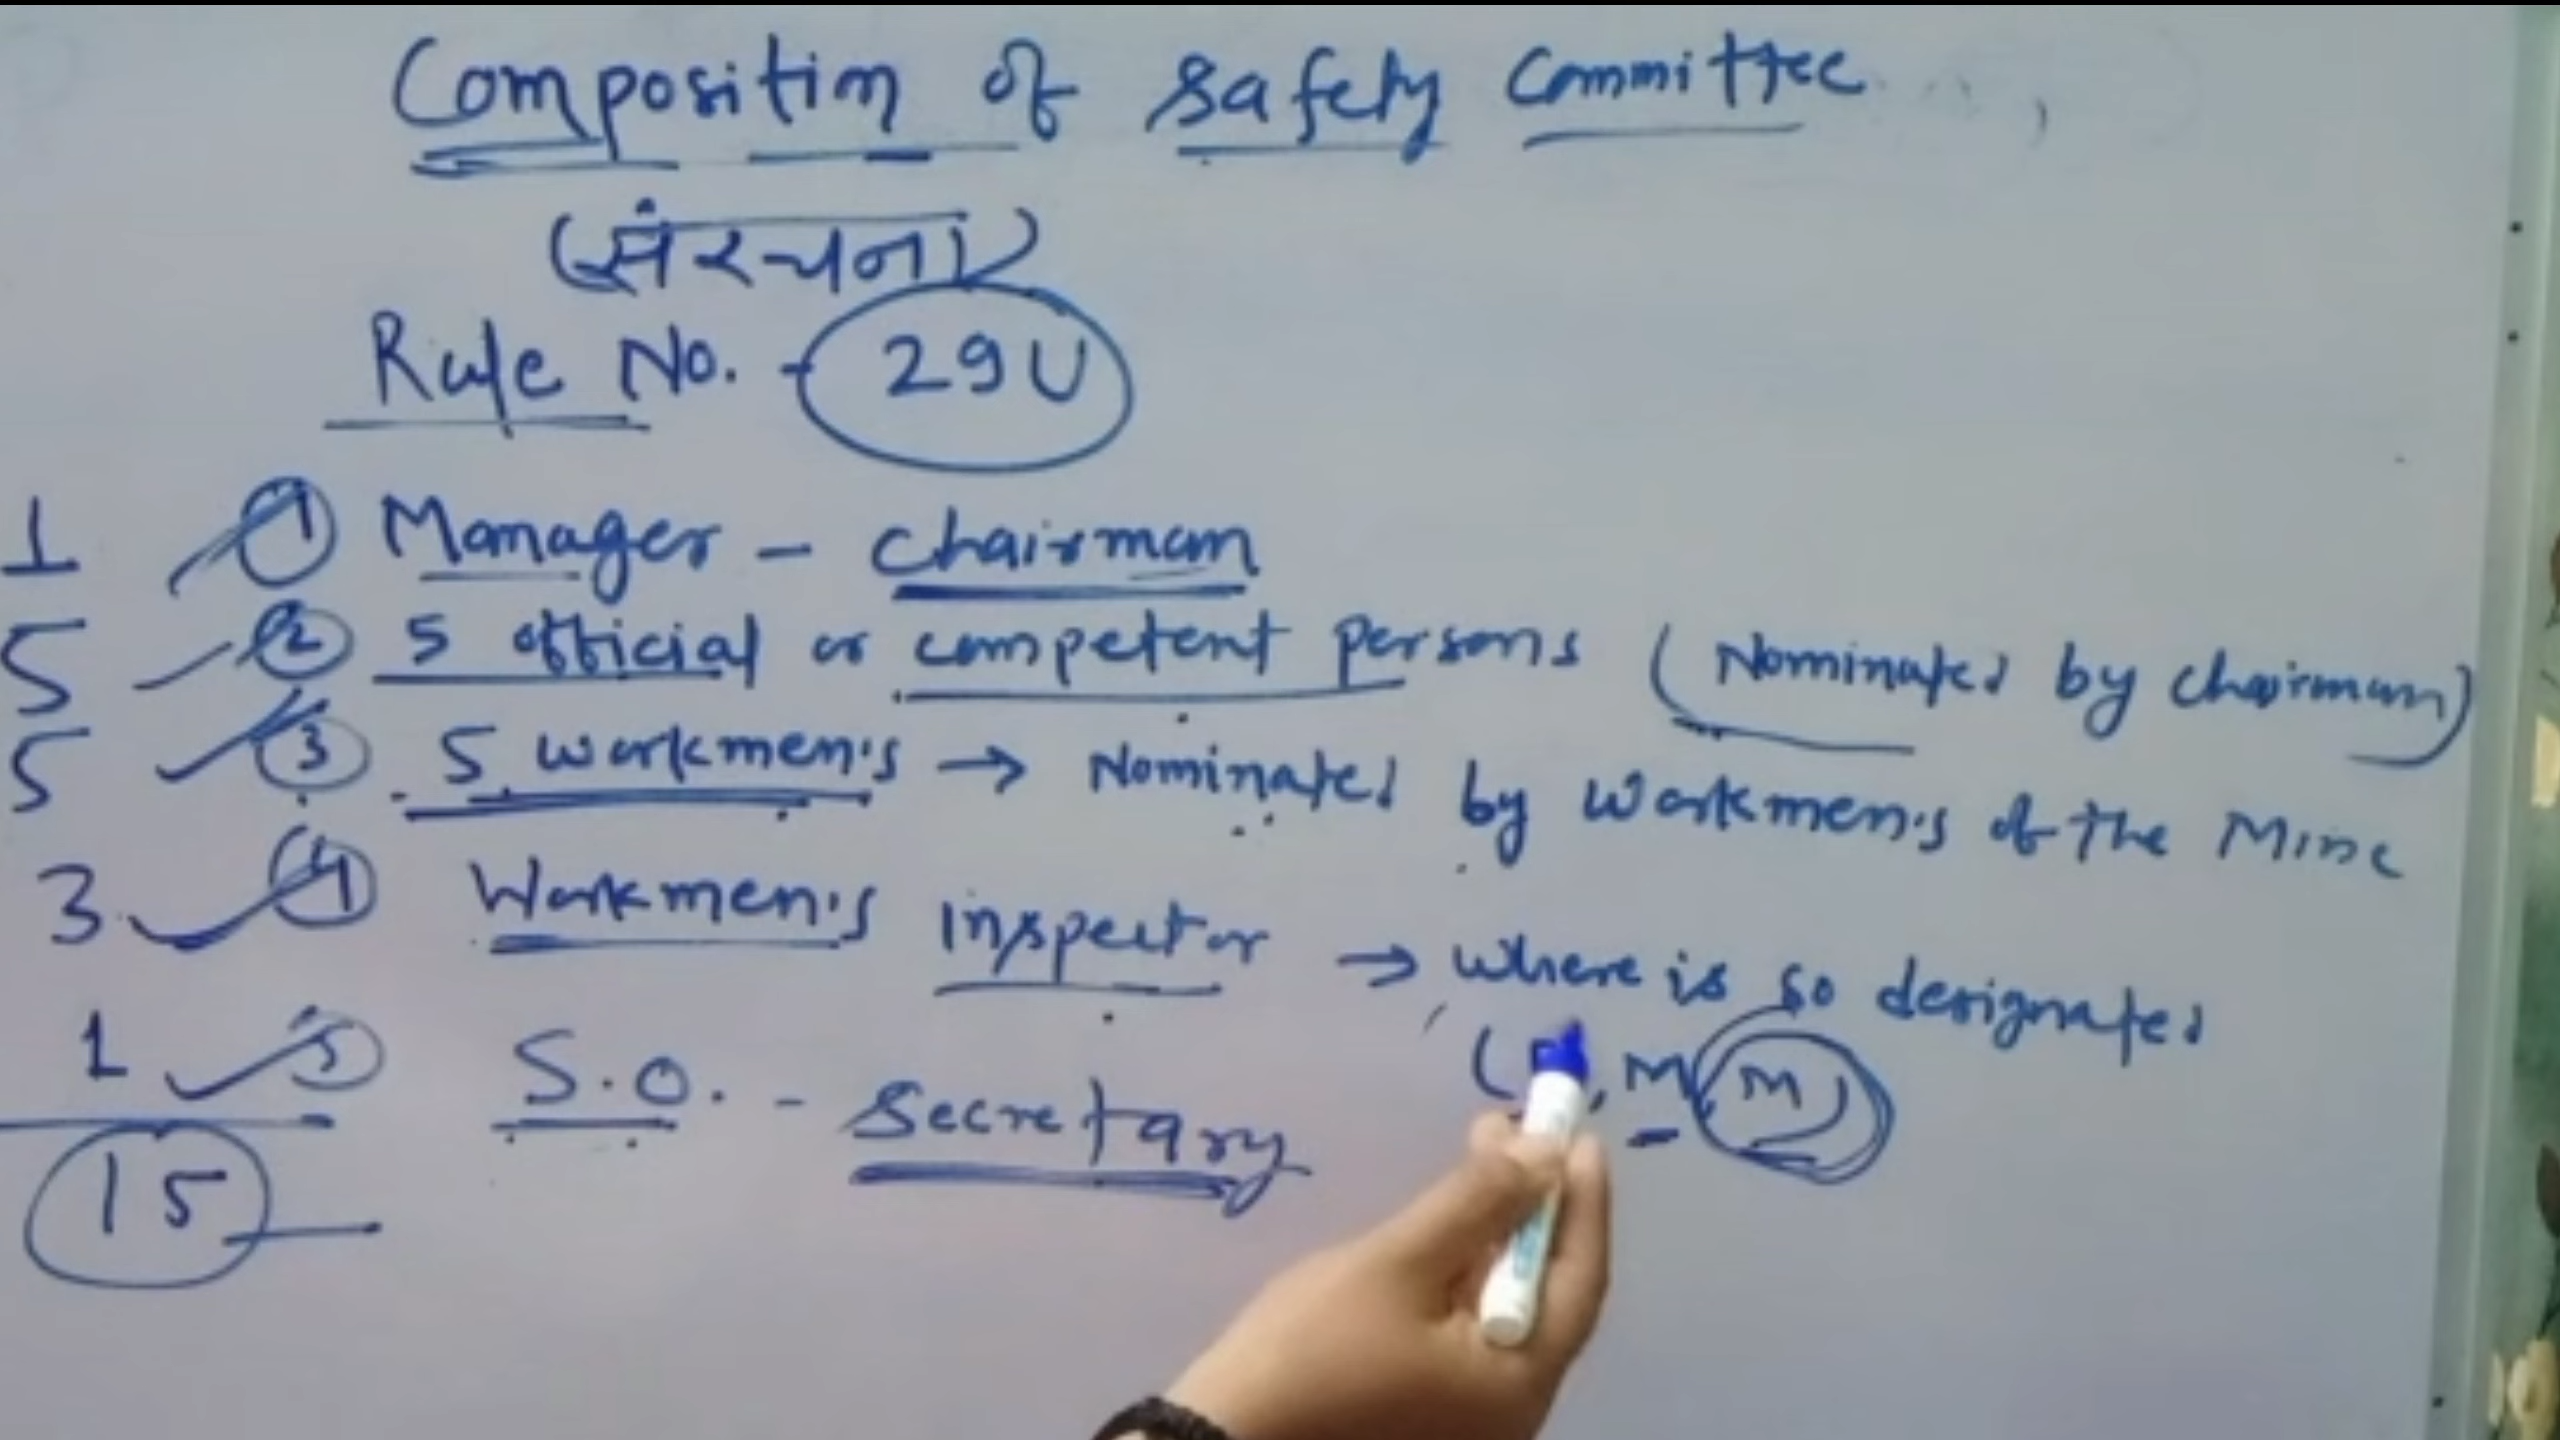 Composition of Safety Committee
(संरचना)
Rule No. - 29U
1 ① Manager - Chairman
5 ② 5 official or competent persons (Nominated by Chairman)
5 ③ 5 workmen's → Nominated by workmen's of the Mine
3 ④ Workmen's inspector → where is so designated
( , M, M)
1 ⑤ S.O. - Secretary
15